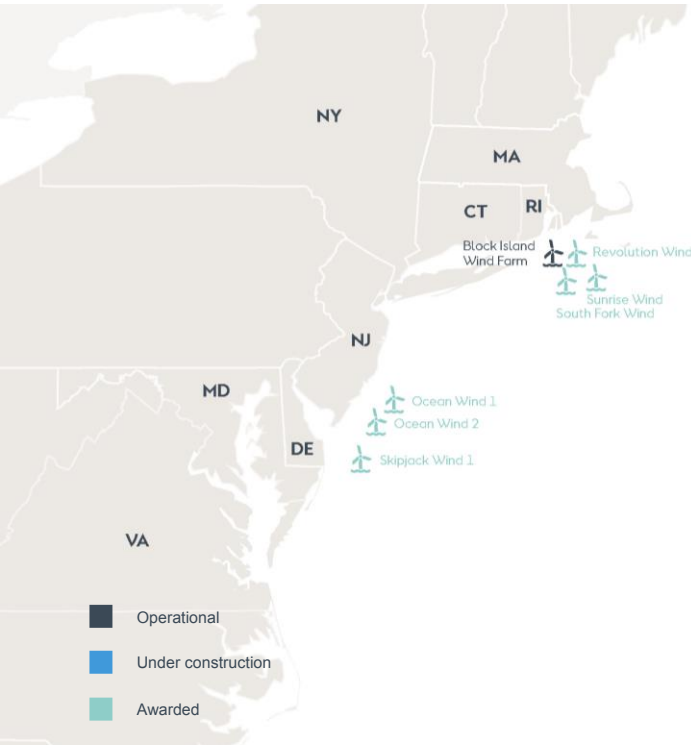 NY
MA
CT
RI
Block Island
Wind Farm
Revolution Wind
Sunrise Wind
South Fork Wind
NJ
MD
Ocean Wind 1
Ocean Wind 2
DE
Skipjack Wind 1
VA
Operational
Under construction
Awarded